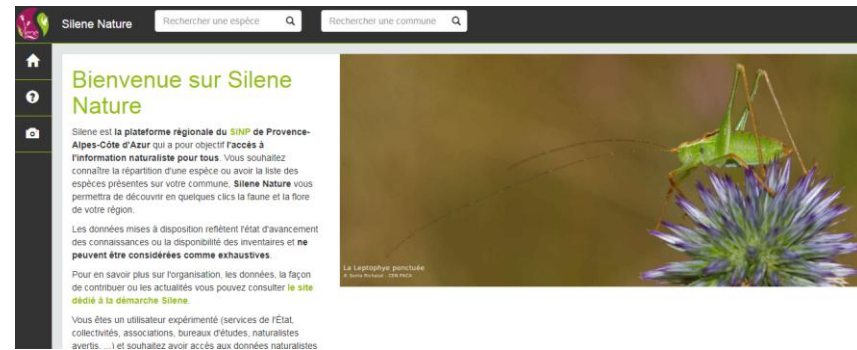 Silene Nature
Rechercher une espèce
Rechercher une commune
Bienvenue sur Silene
Nature
Silene est la plateforme régionale du SINP de Provence-
Alpes-Côte d'Azur qui a pour objectif l'accès à
l'information naturaliste pour tous. Vous souhaitez
connaître la répartition d'une espèce ou avoir la liste des
espèces présentes sur votre commune, Silene Nature vous
permettra de découvrir en quelques clics la faune et la flore
de votre région.
Les données mises à disposition reflètent l'état d'avancement
des connaissances ou la disponibilité des inventaires et ne
peuvent être considérées comme exhaustives.
Pour en savoir plus sur l'organisation, les données, la façon
de contribuer ou les actualités vous pouvez consulter le site
dédié à la démarche Silene.
Vous êtes un utilisateur expérimenté (services de l'État,
collectivités, associations, bureaux d'études, naturalistes
avertis, ...) et souhaitez avoir accès aux données naturalistes
La Leptophye ponctuée
© Sonia Richaud - CEN PACA